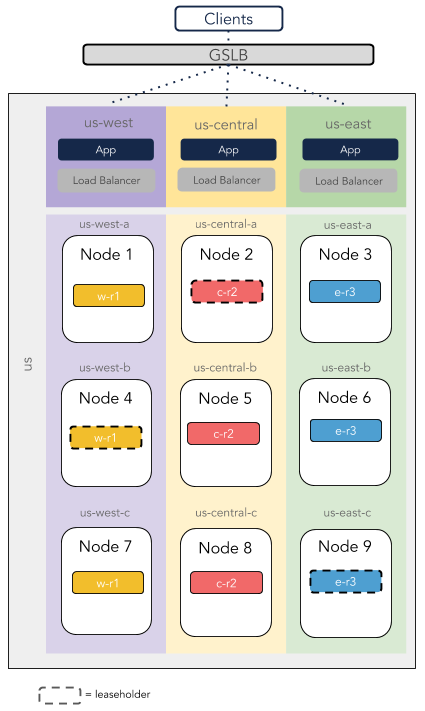 Clients
GSLB
us-west
us-central
us-east
App
App
App
Load Balancer
Load Balancer
Load Balancer
us
us-west-a
us-central-a
us-east-a
Node 1
Node 2
Node 3
w-r1
c-r2
e-r3
us-west-b
us-central-b
us-east-b
Node 4
Node 5
Node 6
w-r1
c-r2
e-r3
us-west-c
us-central-c
us-east-c
Node 7
Node 8
Node 9
w-r1
c-r2
e-r3
= leaseholder